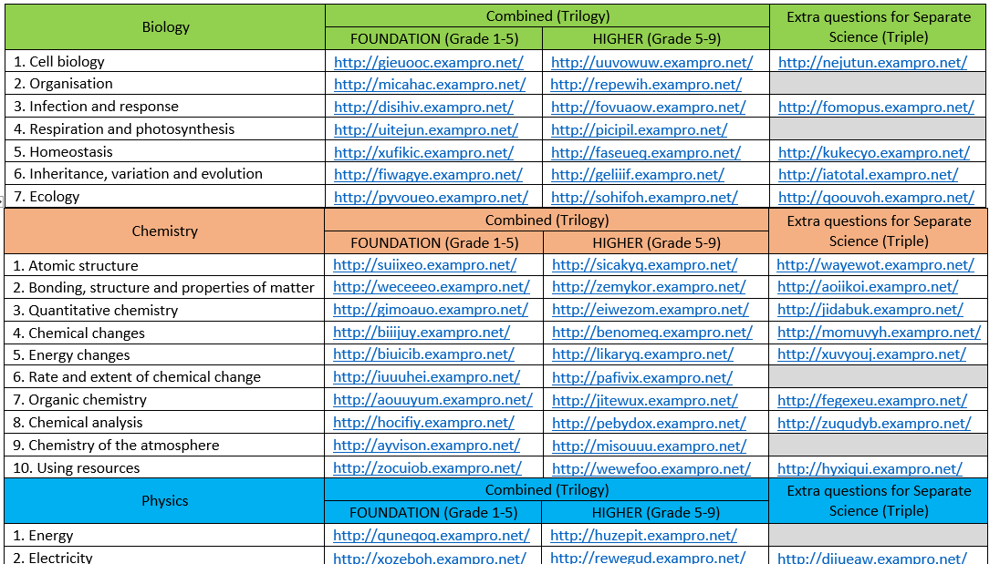 Biology
Combined (Trilogy)
Extra questions for Separate
Science (Triple)
FOUNDATION (Grade 1-5)
HIGHER (Grade 5-9)
1. Cell biology http://gieuooc.exampro.net/ http://uuvowuw.exampro.net/ http://nejutun.exampro.net/
2. Organisation http://micahac.exampro.net/ http://repewih.exampro.net/
3. Infection and response http://disihiv.exampro.net/ http://fovuaow.exampro.net/ http://fomopus.exampro.net/
4. Respiration and photosynthesis http://uitejun.exampro.net/ http://picipil.exampro.net/
5. Homeostasis http://xufikic.exampro.net/ http://faseueq.exampro.net/ http://kukecyo.exampro.net/
6. Inheritance, variation and evolution http://fiwagye.exampro.net/ http://geliiif.exampro.net/ http://iatotal.exampro.net/
7. Ecology http://pyvoueo.exampro.net/ http://sohifoh.exampro.net/ http://qoouvoh.exampro.net/
Chemistry
Combined (Trilogy)
Extra questions for Separate
Science (Triple)
FOUNDATION (Grade 1-5)
HIGHER (Grade 5-9)
1. Atomic structure http://suiixeo.exampro.net/ http://sicakyq.exampro.net/ http://wayewot.exampro.net/
2. Bonding, structure and properties of matter http://weceeeo.exampro.net/ http://zemykor.exampro.net/ http://aoiikoi.exampro.net/
3. Quantitative chemistry http://gimoauo.exampro.net/ http://eiwezom.exampro.net/ http://jidabuk.exampro.net/
4. Chemical changes http://biiijuy.exampro.net/ http://benomeq.exampro.net/ http://momuvyh.exampro.net/
5. Energy changes http://biuicib.exampro.net/ http://likaryq.exampro.net/ http://xuvyouj.exampro.net/
6. Rate and extent of chemical change http://iuuuhei.exampro.net/ http://pafivix.exampro.net/
7. Organic chemistry http://aouuyum.exampro.net/ http://jitewux.exampro.net/ http://fegexeu.exampro.net/
8. Chemical analysis http://hocifiy.exampro.net/ http://pebydox.exampro.net/ http://zuqudyb.exampro.net/
9. Chemistry of the atmosphere http://ayvison.exampro.net/ http://misouuu.exampro.net/
10. Using resources http://zocuiob.exampro.net/ http://wewefoo.exampro.net/ http://hyxiqui.exampro.net/
Physics
Combined (Trilogy)
Extra questions for Separate
Science (Triple)
FOUNDATION (Grade 1-5)
HIGHER (Grade 5-9)
1. Energy http://quneqoq.exampro.net/ http://huzepit.exampro.net/
2. Electricity http://xozeboh.exampro.net/ http://rewegud.exampro.net/ http://dijueaw.exampro.net/